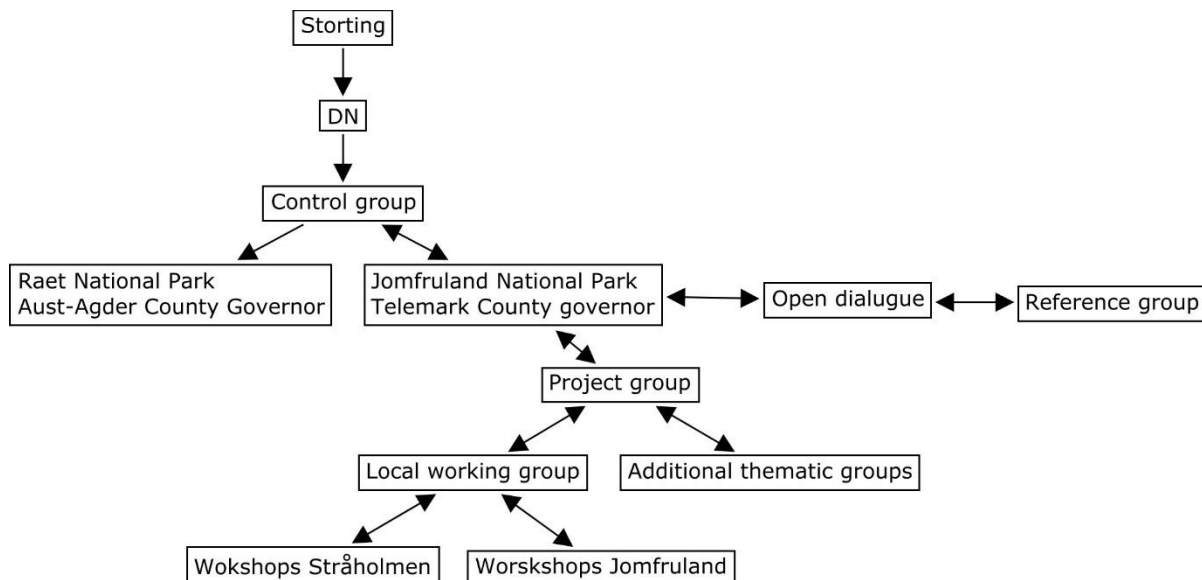 Storting
DN
Control group
Raet National Park
Aust-Agder County Governor
Jomfruland National Park
Telemark County governor
Open dialugue
Reference group
Project group
Local working group
Additional thematic groups
Wokshops Stråholmen
Worskshops Jomfruland